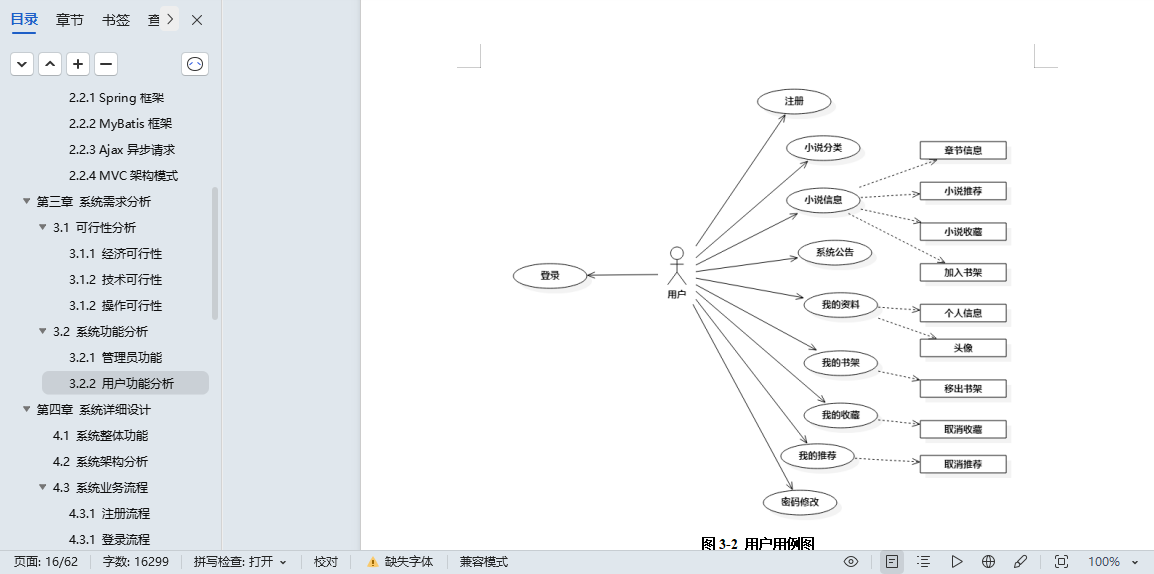 目录 章节 书签 查
2.2.1 Spring 框架
2.2.2 MyBatis 框架
2.2.3 Ajax 异步请求
2.2.4 MVC 架构模式
第三章 系统需求分析
3.1 可行性分析
3.1.1 经济可行性
3.1.2 技术可行性
3.1.2 操作可行性
3.2 系统功能分析
3.2.1 管理员功能
3.2.2 用户功能分析
第四章 系统详细设计
4.1 系统整体功能
4.2 系统架构分析
4.3 系统业务流程
4.3.1 注册流程
4.3.1 登录流程
注册
小说分类
章节信息
小说信息
小说推荐
小说收藏
系统公告
加入书架
登录
用户
我的资料
个人信息
头像
我的书架
移出书架
我的收藏
取消收藏
我的推荐
取消推荐
密码修改
图 3-2 用户用例图
页面: 16/62 字数: 16299 拼写检查: 打开 校对 缺失字体 兼容模式 100%